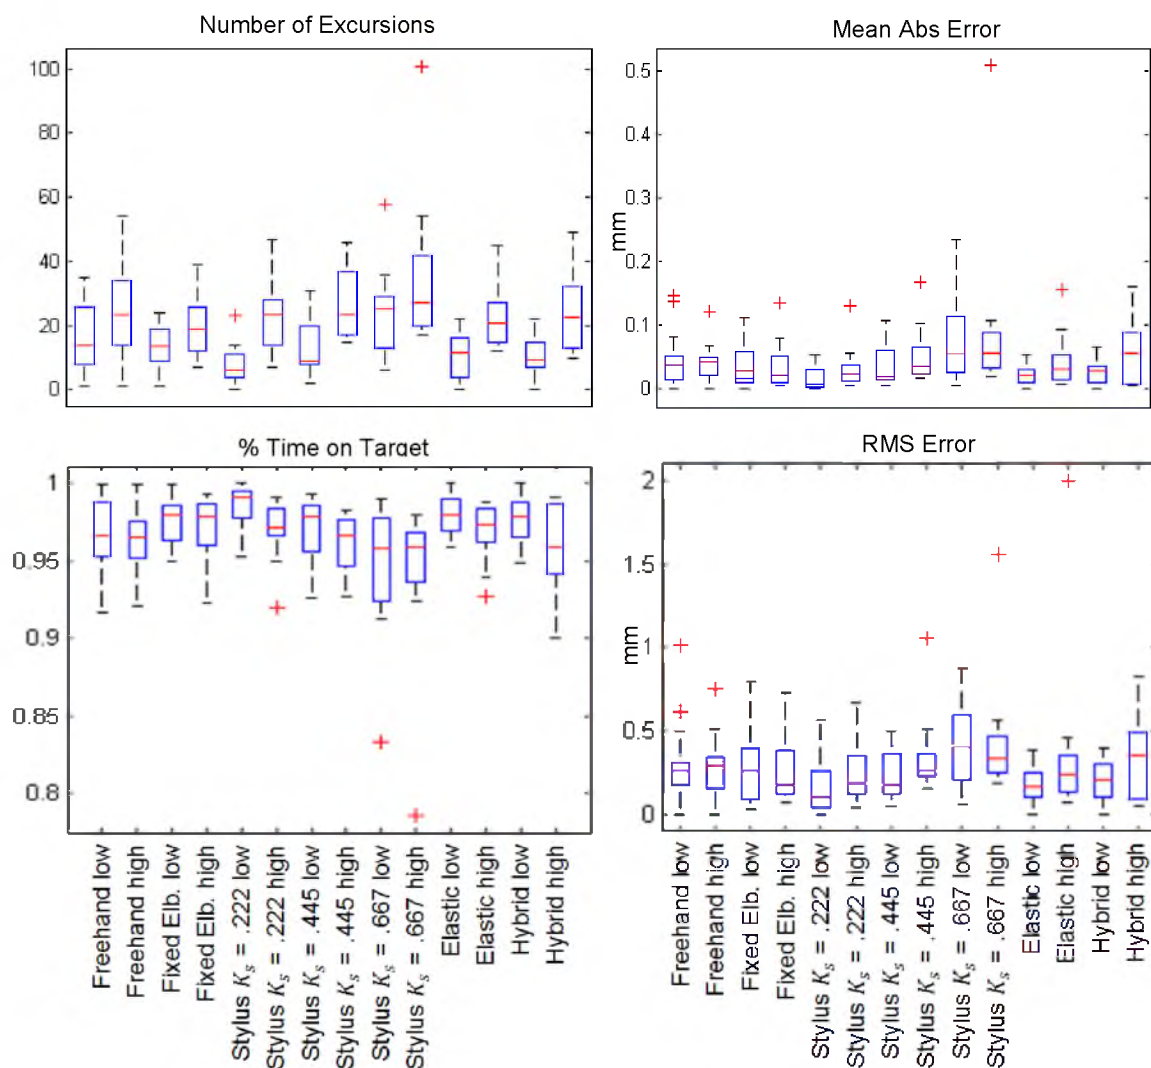 Number of Excursions
100
80
60
40
20
0
Mean Abs Error
0.5
0.4
0.3
0.2
0.1
0
mm
% Time on Target
1
0.95
0.9
0.85
0.8
RMS Error
2
1.5
1
0.5
0
mm
Freehand low
Freehand high
Fixed Elb. low
Fixed Elb. high
Stylus Kₛ = .222 low
Stylus Kₛ = .222 high
Stylus Kₛ = .445 low
Stylus Kₛ = .445 high
Stylus Kₛ = .667 low
Stylus Kₛ = .667 high
Elastic low
Elastic high
Hybrid low
Hybrid high
Freehand low
Freehand high
Fixed Elb. low
Fixed Elb. high
Stylus Kₛ = .222 low
Stylus Kₛ = .222 high
Stylus Kₛ = .445 low
Stylus Kₛ = .445 high
Stylus Kₛ = .667 low
Stylus Kₛ = .667 high
Elastic low
Elastic high
Hybrid low
Hybrid high